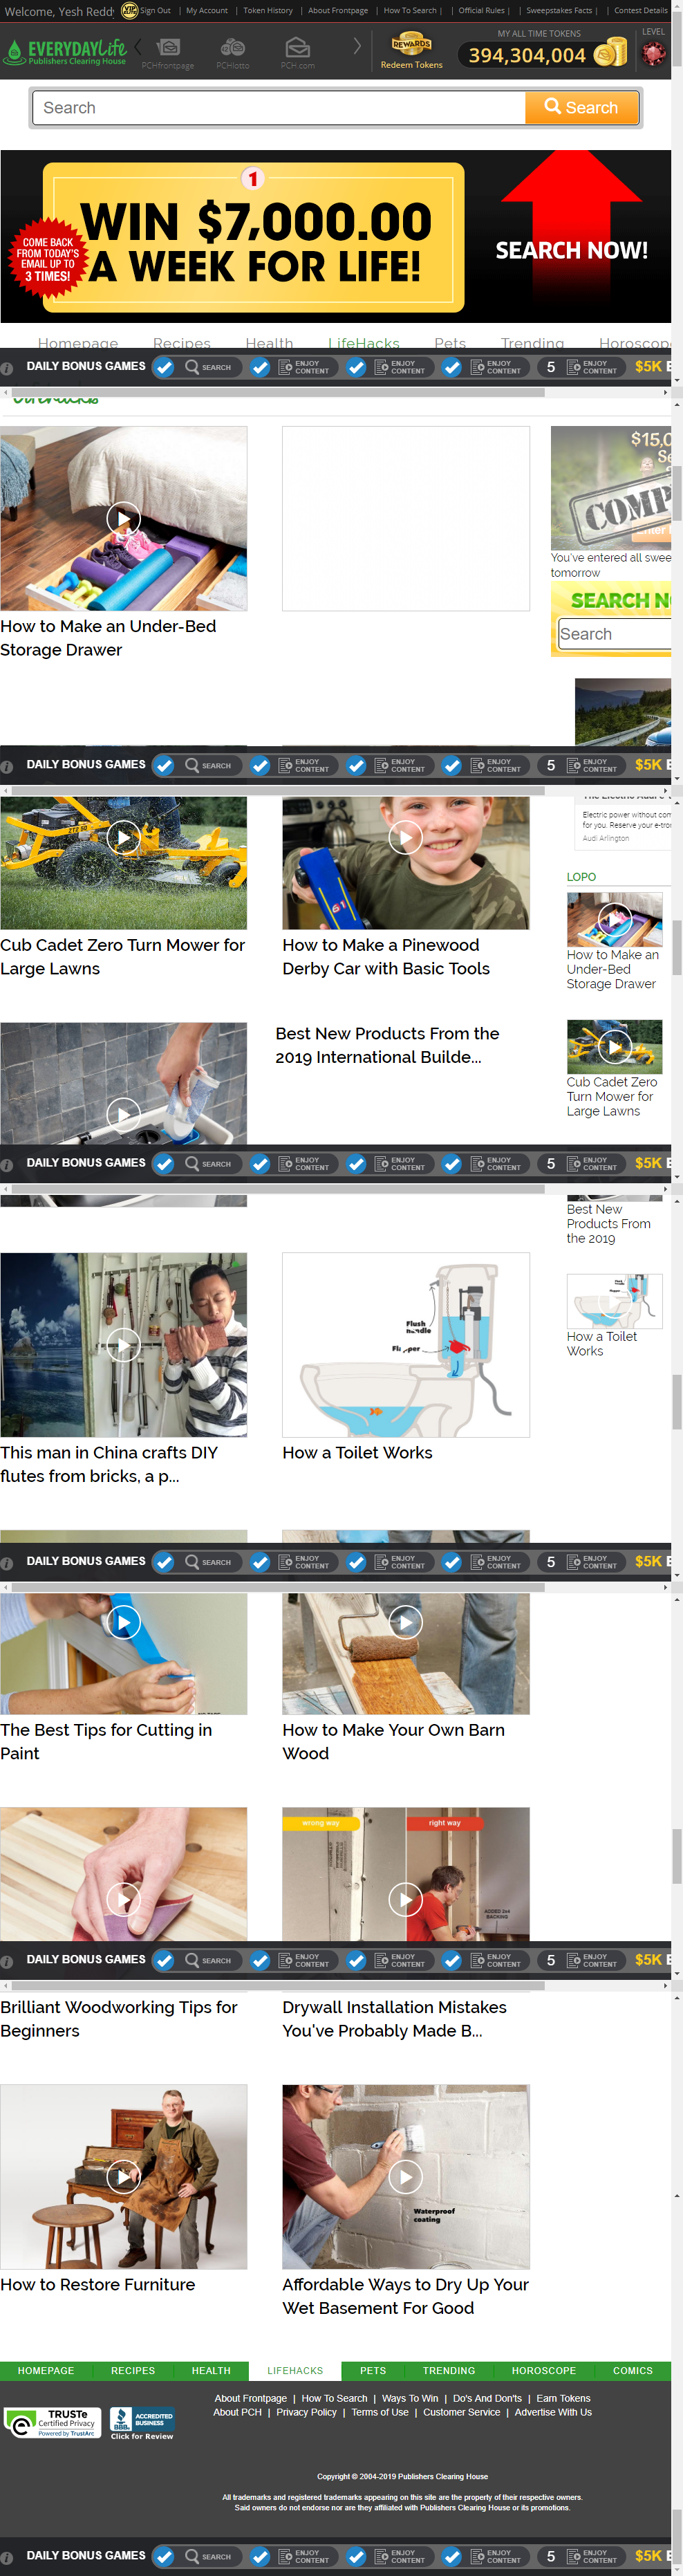 Welcome, Yesh Reddy Sign Out | My Account | Token History | About Frontpage | How To Search | | Official Rules | | Sweepstakes Facts | | Contest Details
EVERYDAYLife
Publishers Clearing House
PCHfrontpage PCHlotto PCH.com
REWARDS
Redeem Tokens
MY ALL TIME TOKENS
394,304,004
LEVEL
Search Search
1
WIN $7,000.00
A WEEK FOR LIFE!
COME BACK
FROM TODAY'S
EMAIL UP TO
3 TIMES!
SEARCH NOW!
Homepage Recipes Health LifeHacks Pets Trending Horoscope
DAILY BONUS GAMES SEARCH ENJOY CONTENT ENJOY CONTENT ENJOY CONTENT 5 ENJOY CONTENT $5K
LifeHacks
$15,0
COMP
You've entered all swee
tomorrow
SEARCH N
Search
How to Make an Under-Bed
Storage Drawer
DAILY BONUS GAMES SEARCH ENJOY CONTENT ENJOY CONTENT ENJOY CONTENT 5 ENJOY CONTENT $5K
Electric power without com
for you. Reserve your e-tro
Audi Arlington
LOPO
Cub Cadet Zero Turn Mower for
Large Lawns
How to Make a Pinewood
Derby Car with Basic Tools
How to Make an
Under-Bed
Storage Drawer
Best New Products From the
2019 International Builde...
Cub Cadet Zero
Turn Mower for
Large Lawns
DAILY BONUS GAMES SEARCH ENJOY CONTENT ENJOY CONTENT ENJOY CONTENT 5 ENJOY CONTENT $5K
Best New
Products From
the 2019
Flush
handle
Flapper
How a Toilet
Works
This man in China crafts DIY
flutes from bricks, a p...
How a Toilet Works
DAILY BONUS GAMES SEARCH ENJOY CONTENT ENJOY CONTENT ENJOY CONTENT 5 ENJOY CONTENT $5K
The Best Tips for Cutting in
Paint
How to Make Your Own Barn
Wood
wrong way right way
ADDED 2x4
BACKING
DAILY BONUS GAMES SEARCH ENJOY CONTENT ENJOY CONTENT ENJOY CONTENT 5 ENJOY CONTENT $5K
Brilliant Woodworking Tips for
Beginners
Drywall Installation Mistakes
You've Probably Made B...
Waterproof
coating
How to Restore Furniture
Affordable Ways to Dry Up Your
Wet Basement For Good
HOMEPAGE RECIPES HEALTH LIFEHACKS PETS TRENDING HOROSCOPE COMICS
About Frontpage | How To Search | Ways To Win | Do's And Don'ts | Earn Tokens
About PCH | Privacy Policy | Terms of Use | Customer Service | Advertise With Us
TRUSTe
Certified Privacy
Powered by TrustArc
BBB. ACCREDITED BUSINESS
Click for Review
Copyright © 2004-2019 Publishers Clearing House
All trademarks and registered trademarks appearing on this site are the property of their respective owners.
Said owners do not endorse nor are they affiliated with Publishers Clearing House or its promotions.
DAILY BONUS GAMES SEARCH ENJOY CONTENT ENJOY CONTENT ENJOY CONTENT 5 ENJOY CONTENT $5K